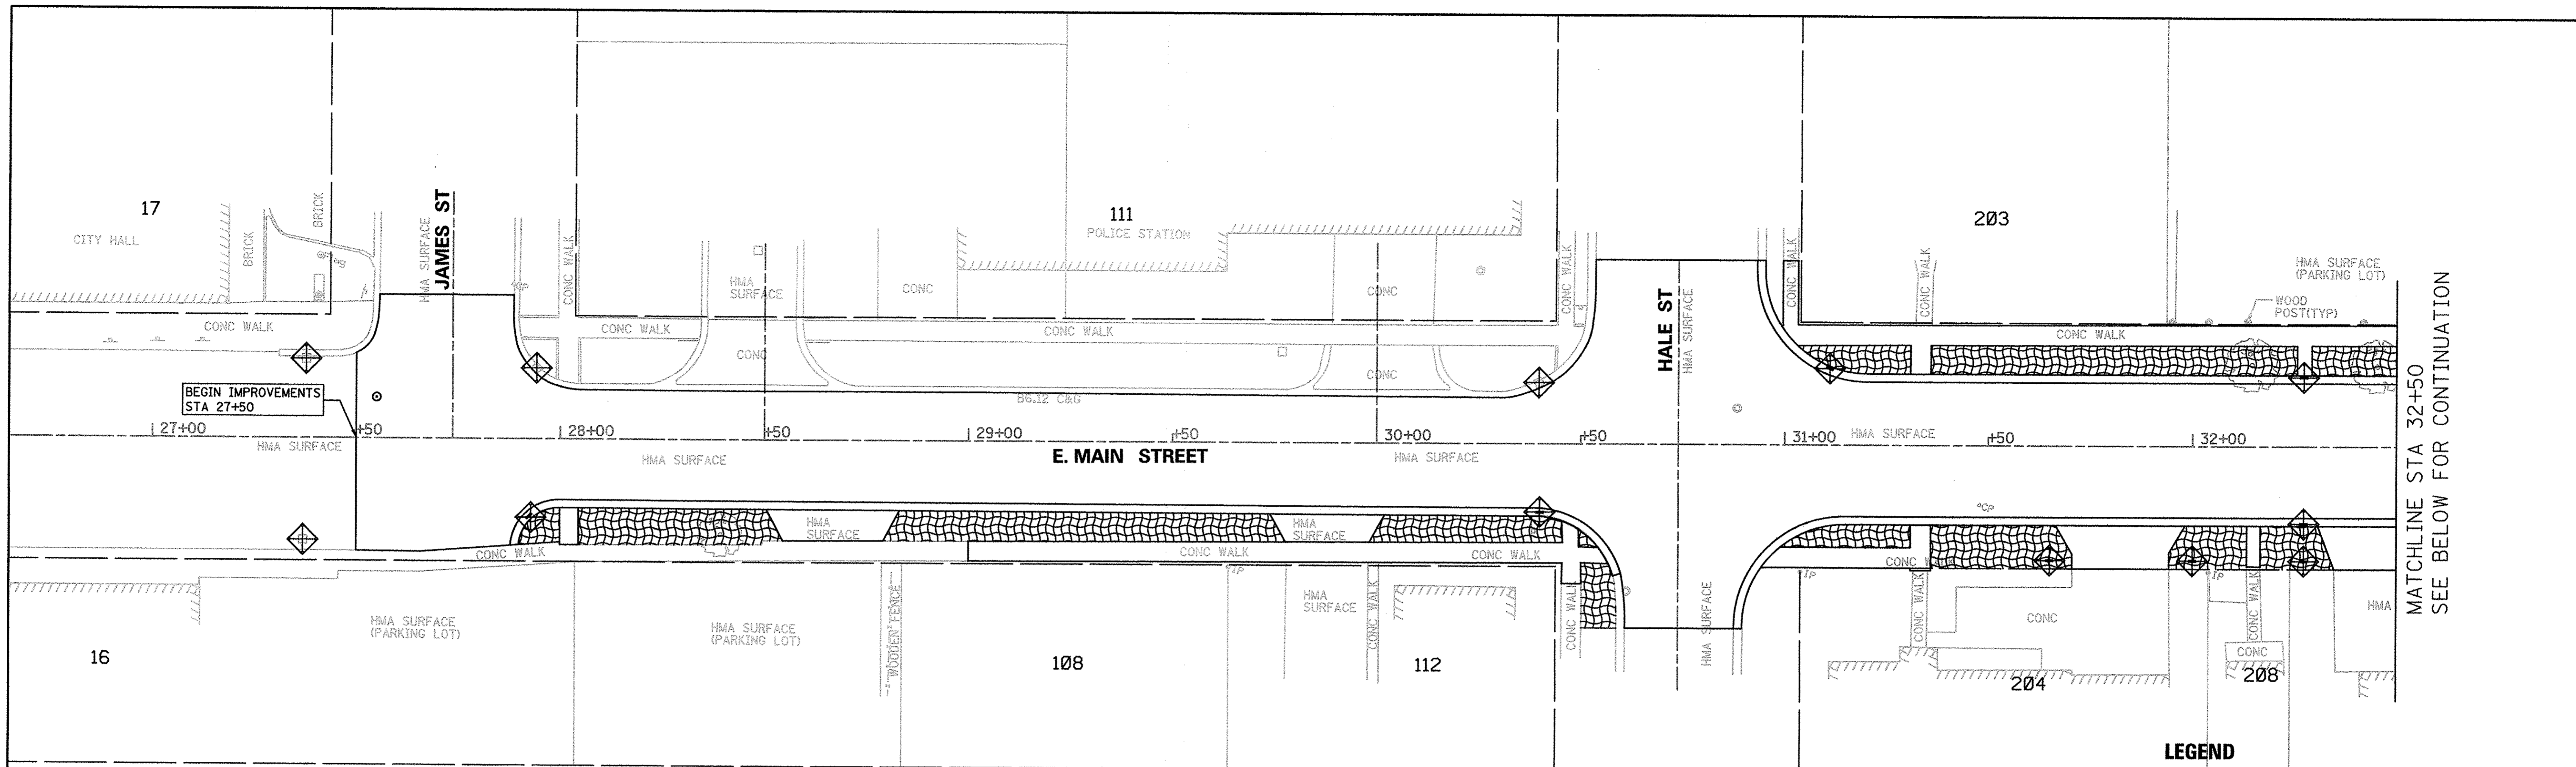 17
CITY HALL
BRICK
BRICK
HMA SURFACE
JAMES ST
CONC WALK
HMA
SURFACE
CONC
111
POLICE STATION
CONC
CONC WALK
HALE ST
HMA SURFACE
CONC WALK
CONC WALK
203
HMA SURFACE
(PARKING LOT)
WOOD
POST(TYP)
CONC WALK
CONC WALK
CONC
CONC WALK
CONC
CONC WALK
BEGIN IMPROVEMENTS
STA 27+50
B6.12 C&G
27+00
+50
28+00
+50
29+00
+50
30+00
+50
31+00
+50
32+00
HMA SURFACE
HMA SURFACE
E. MAIN STREET
HMA SURFACE
HMA SURFACE
MATCHLINE STA 32+50
SEE BELOW FOR CONTINUATION
CP
HMA
SURFACE
HMA
SURFACE
CONC WALK
CONC WALK
CONC WALK
CONC WALK
IP
IP
IP
HMA SURFACE
(PARKING LOT)
HMA SURFACE
(PARKING LOT)
WOODEN FENCE
HMA
SURFACE
CONC WALK
CONC WALK
HMA SURFACE
CONC WALK
CONC
CONC WALK
CONC
HMA
16
108
112
204
208
LEGEND